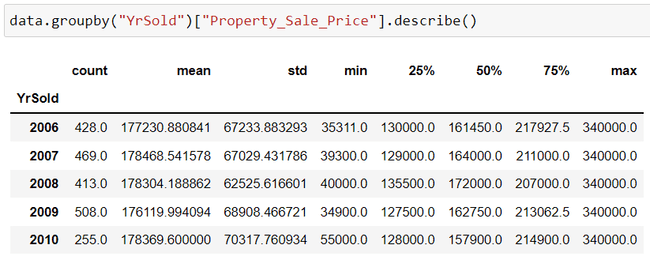 data.groupby("YrSold")["Property_Sale_Price"].describe()
count mean std min 25% 50% 75% max
YrSold
2006 428.0 177230.880841 67233.883293 35311.0 130000.0 161450.0 217927.5 340000.0
2007 469.0 178468.541578 67029.431786 39300.0 129000.0 164000.0 211000.0 340000.0
2008 413.0 178304.188862 62525.616601 40000.0 135500.0 172000.0 207000.0 340000.0
2009 508.0 176119.994094 68908.466721 34900.0 127500.0 162750.0 213062.5 340000.0
2010 255.0 178369.600000 70317.760934 55000.0 128000.0 157900.0 214900.0 340000.0